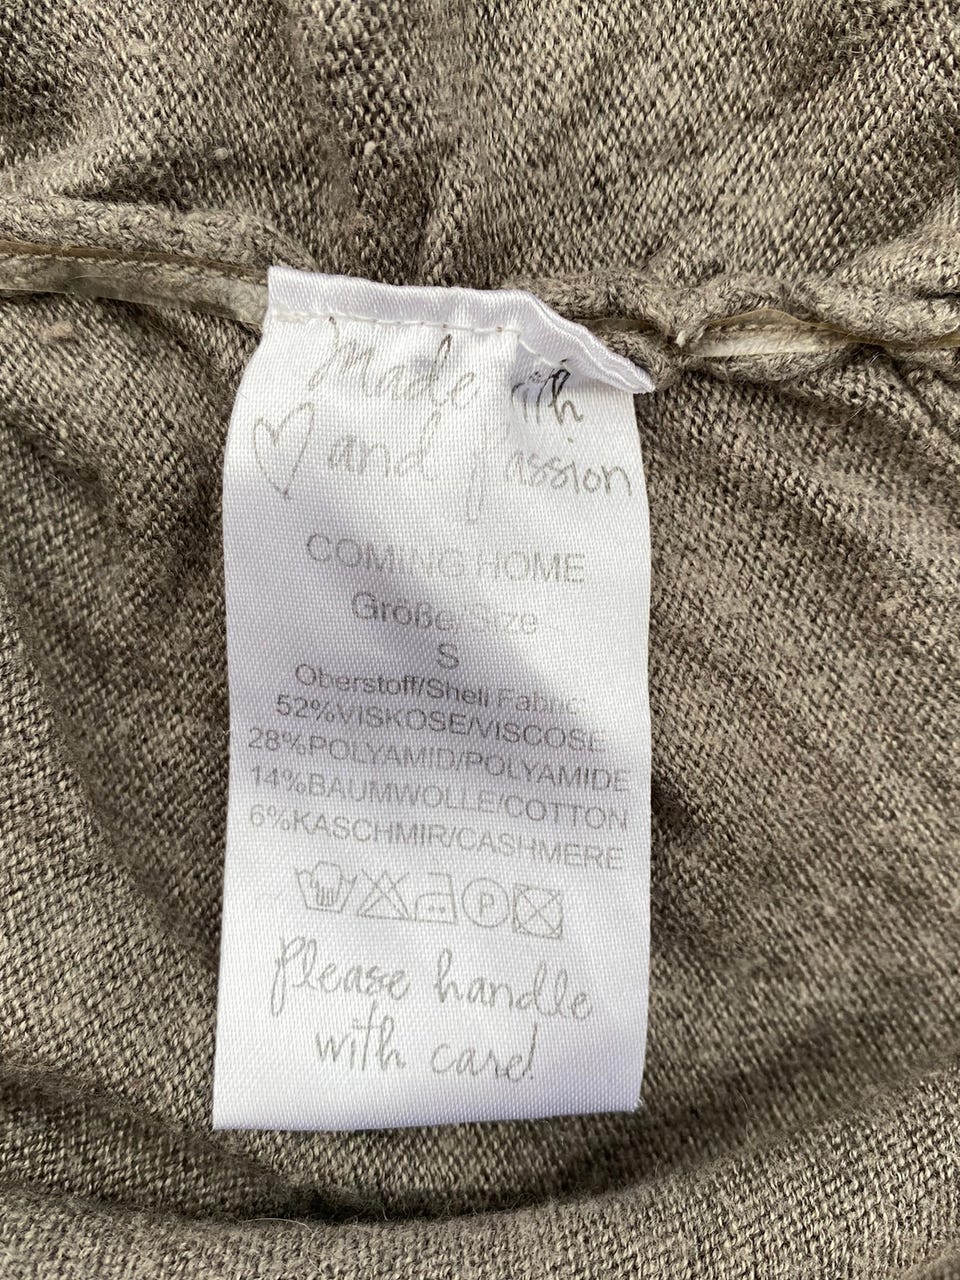 made with
and passion
COMING HOME
Größe/Size
S
Oberstoff/Shell Fabric:
52%VISKOSE/VISCOSE
28%POLYAMID/POLYAMIDE
14%BAUMWOLLE/COTTON
6%KASCHMIR/CASHMERE
P
please handle
with care!